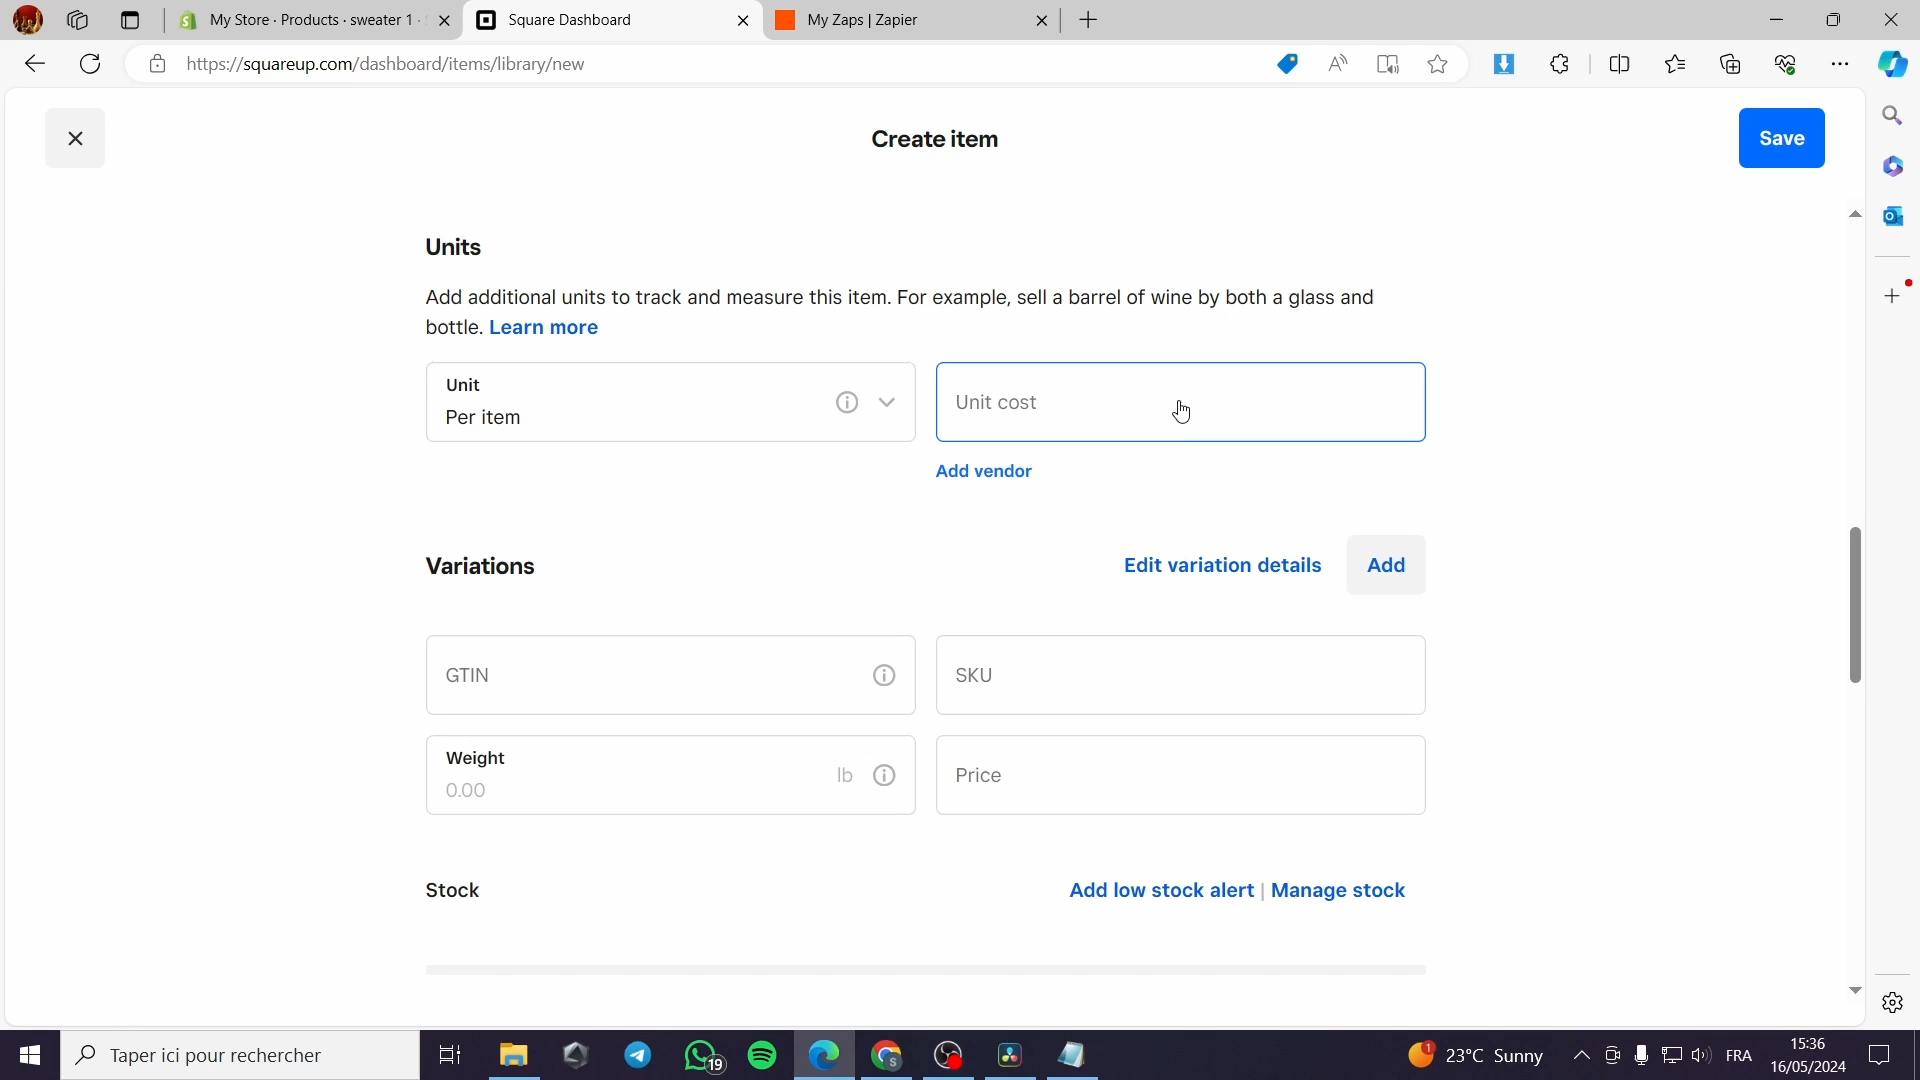 My Store · Products · sweater 1 ·
Square Dashboard
My Zaps | Zapier
https://squareup.com/dashboard/items/library/new
Create item
Save
Units
Add additional units to track and measure this item. For example, sell a barrel of wine by both a glass and
bottle. Learn more
Unit
Per item
Unit cost
Add vendor
Variations
Edit variation details
Add
GTIN
SKU
Weight
0.00
lb
Price
Stock
Add low stock alert | Manage stock
Taper ici pour rechercher
19
1
23°C Sunny
FRA
15:36
16/05/2024